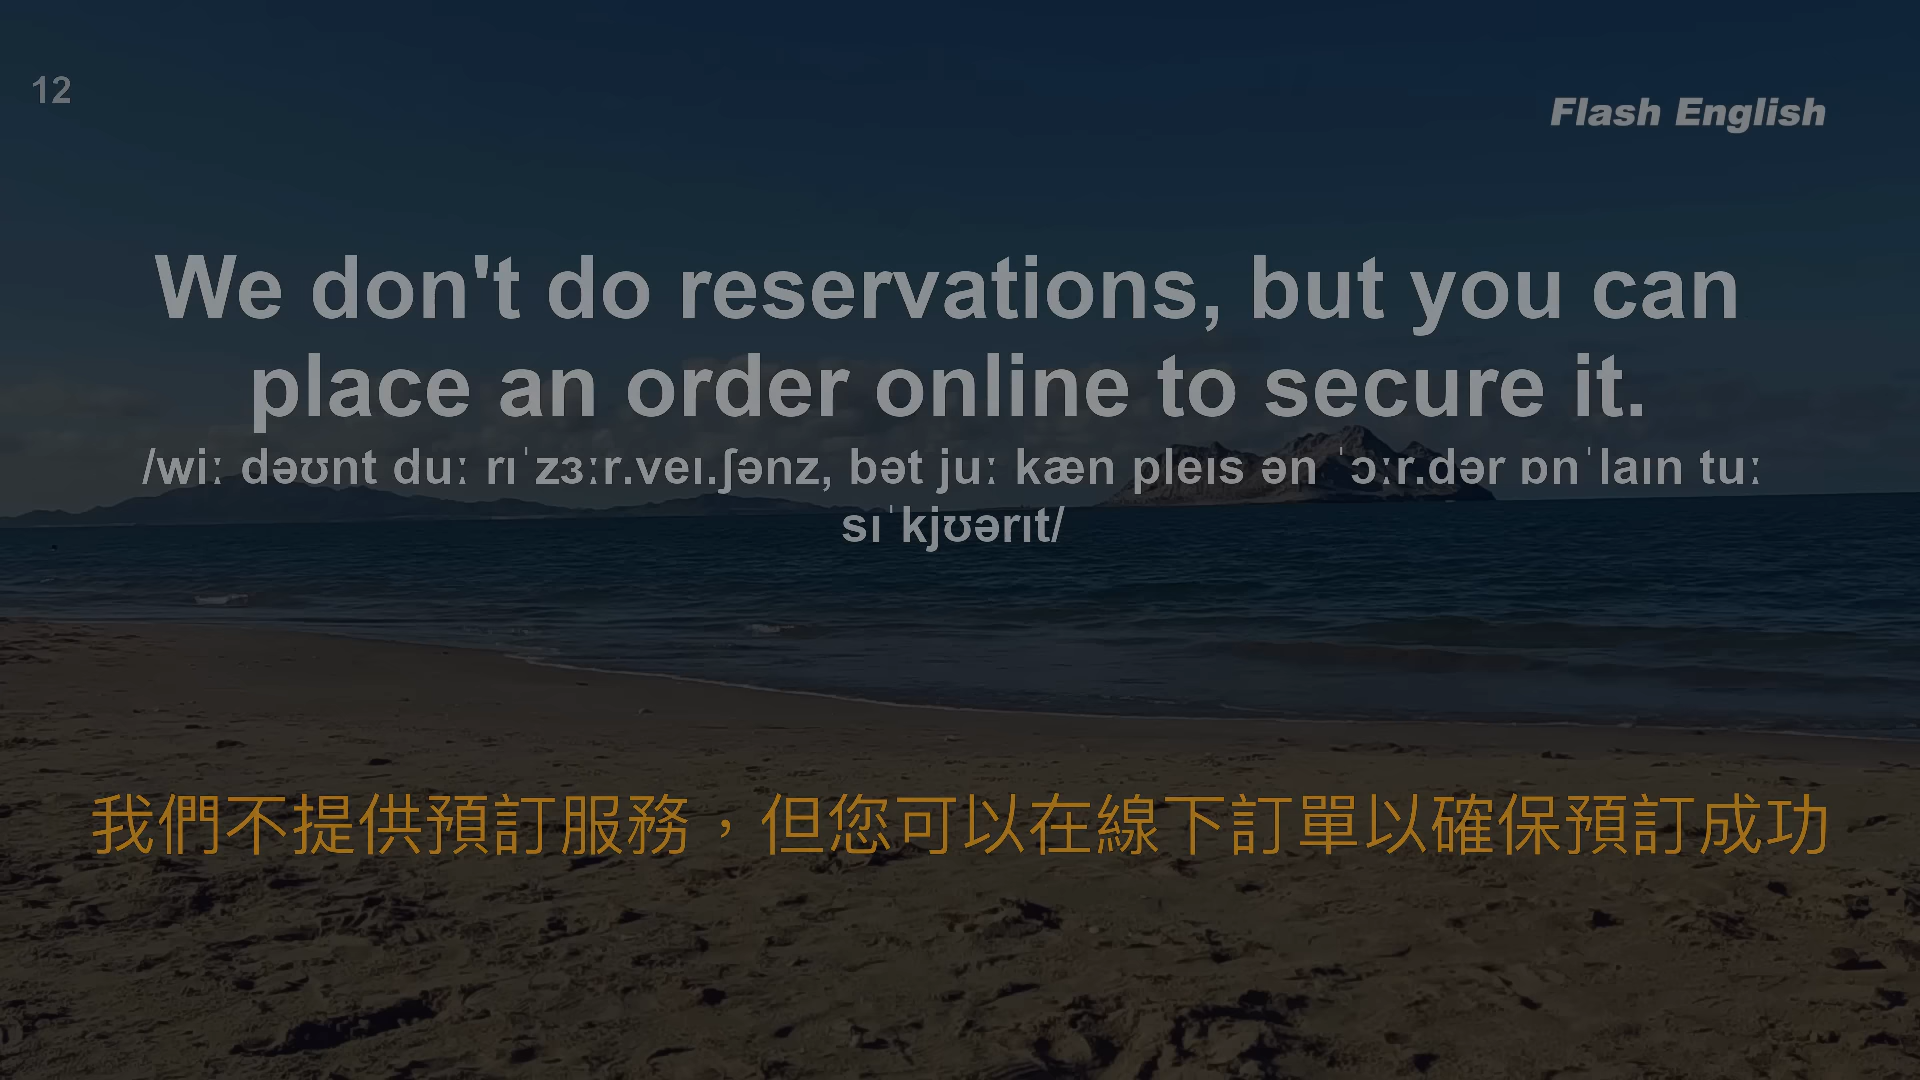 12
Flash English
We don't do reservations, but you can
place an order online to secure it.
/wiː dəʊnt duː rɪˈzɜːr.veɪ.ʃənz, bət juː kæn pleɪs ən ˈɔːr.dər ɒnˈlaɪn tuː
sɪˈkjʊərɪt/
我們不提供預訂服務，但您可以在線下訂單以確保預訂成功